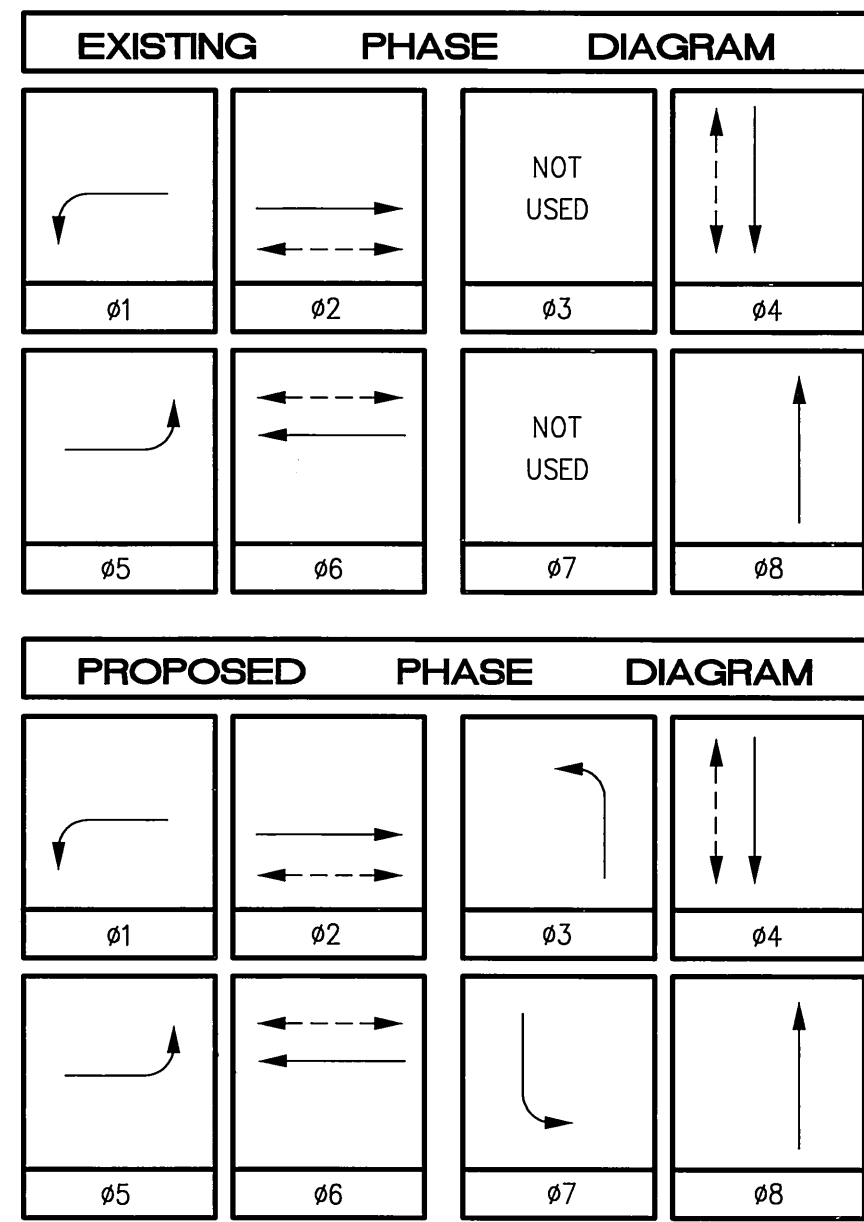 EXISTING PHASE DIAGRAM
NOT
USED
ø1 ø2 ø3 ø4
NOT
USED
ø5 ø6 ø7 ø8
PROPOSED PHASE DIAGRAM
ø1 ø2 ø3 ø4
ø5 ø6 ø7 ø8